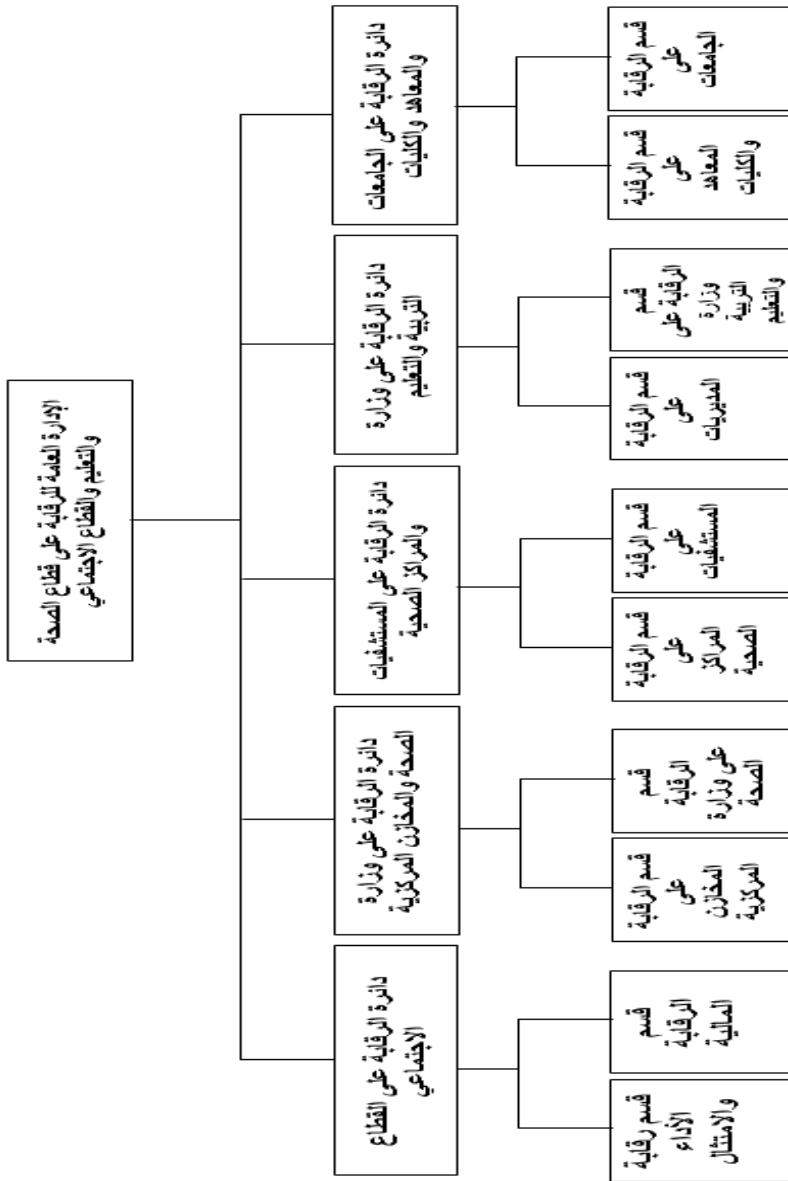 الإدارة العامة للرقابة على قطاع الصحة
والتعليم والقطاع الاجتماعي
دائرة الرقابة على الجامعات
والمعاهد والكليات
دائرة الرقابة على وزارة
التربية والتعليم
دائرة الرقابة على المستشفيات
والمراكز الصحية
دائرة الرقابة على وزارة
الصحة والمخازن المركزية
دائرة الرقابة على القطاع
الاجتماعي
قسم الرقابة
على
الجامعات
قسم الرقابة
على
المعاهد
والكليات
قسم
الرقابة على
وزارة
التربية
والتعليم
قسم الرقابة
على
المديريات
قسم الرقابة
على
المستشفيات
قسم الرقابة
على
المراكز
الصحية
قسم
الرقابة
على وزارة
الصحة
قسم الرقابة
على
المخازن
المركزية
قسم
الرقابة
المالية
قسم رقابة
الأداء
والامتثال